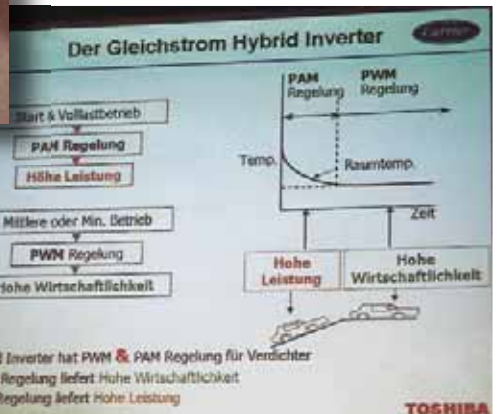 Der Gleichstrom Hybrid Inverter
Carrier
Start & Volllastbetrieb
PAM Regelung
Höhe Leistung
Mittlere oder Min. Betrieb
PWM Regelung
Hohe Wirtschaftlichkeit
PAM
Regelung
PWM
Regelung
Temp.
Raumtemp.
Zeit
Hohe
Leistung
Hohe
Wirtschaftlichkeit
Inverter hat PWM & PAM Regelung für Verdichter
Regelung liefert Hohe Wirtschaftlichkeit
Regelung liefert Hohe Leistung
TOSHIBA